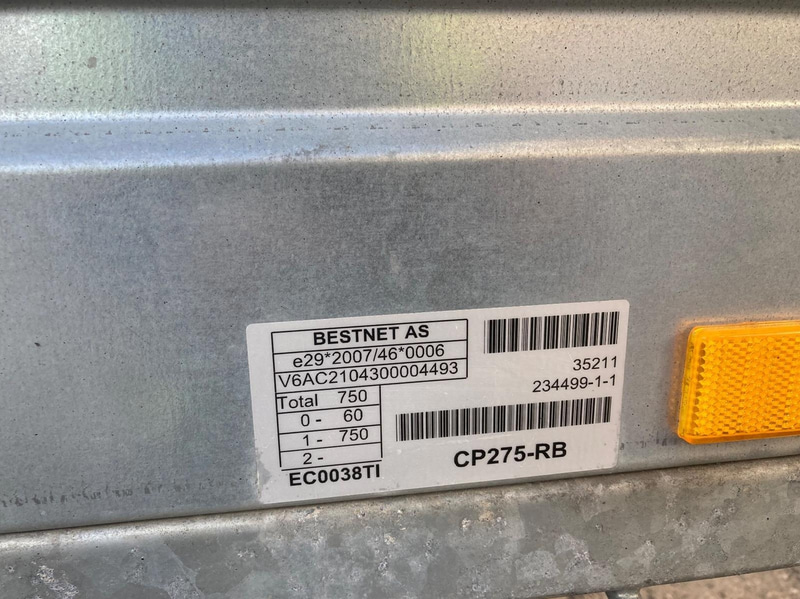 BESTNET AS
e29*2007/46*0006
V6AC2104300004493
Total 750
0 - 60
1 - 750
2 -
EC0038TI
35211
234499-1-1
CP275-RB